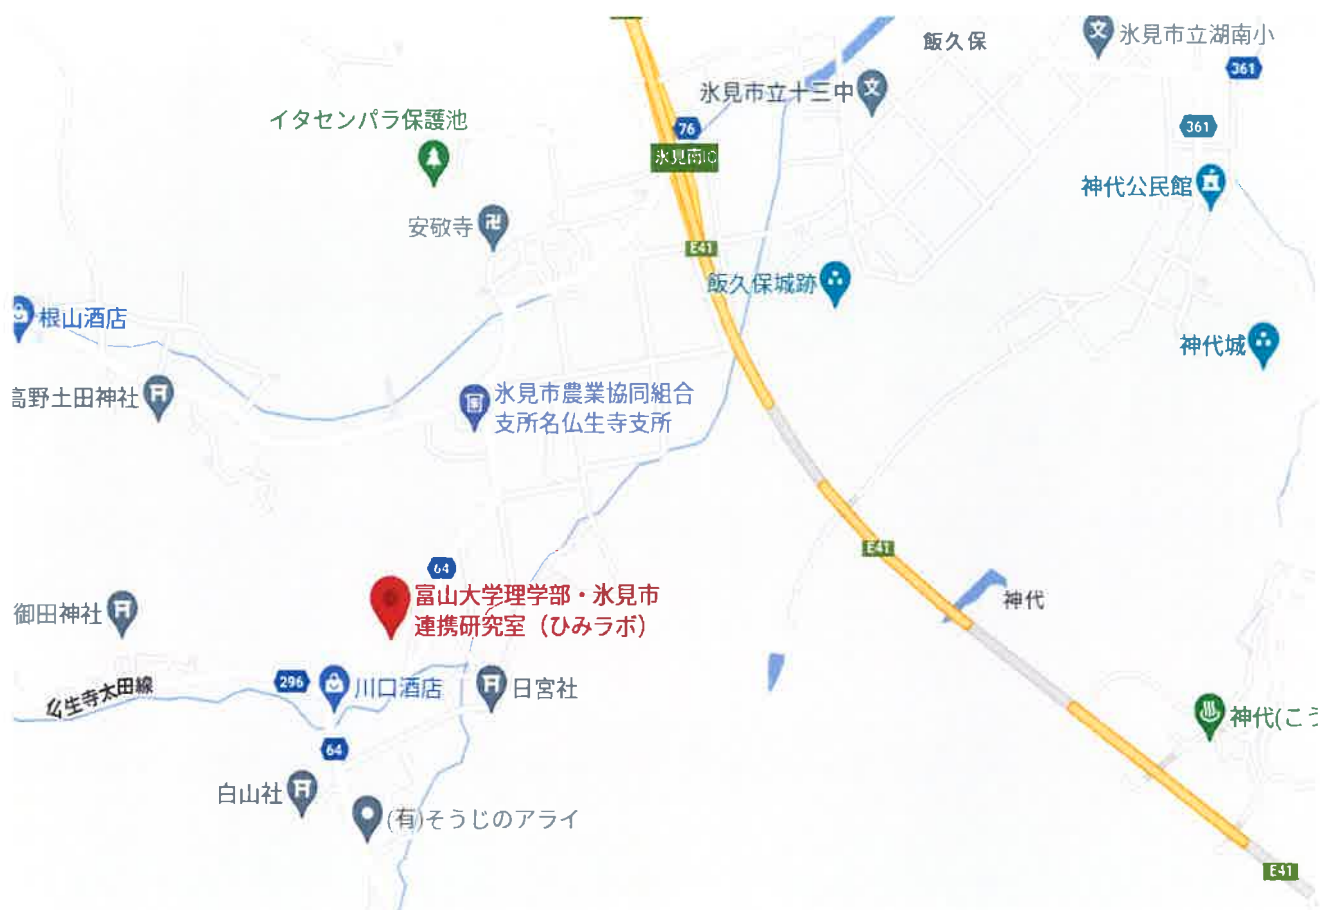 飯久保
氷見市立湖南小
361
氷見市立十三中
イタセンパラ保護池
76
361
氷見南IC
神代公民館
安敬寺
E41
飯久保城跡
根山酒店
神代城
高野土田神社
氷見市農業協同組合
支所名仏生寺支所
E41
64
富山大学理学部・氷見市
連携研究室（ひみラボ）
御田神社
神代
296
川口酒店
日宮社
仏生寺太田線
神代(こう
64
白山社
(有)そうじのアライ
E41